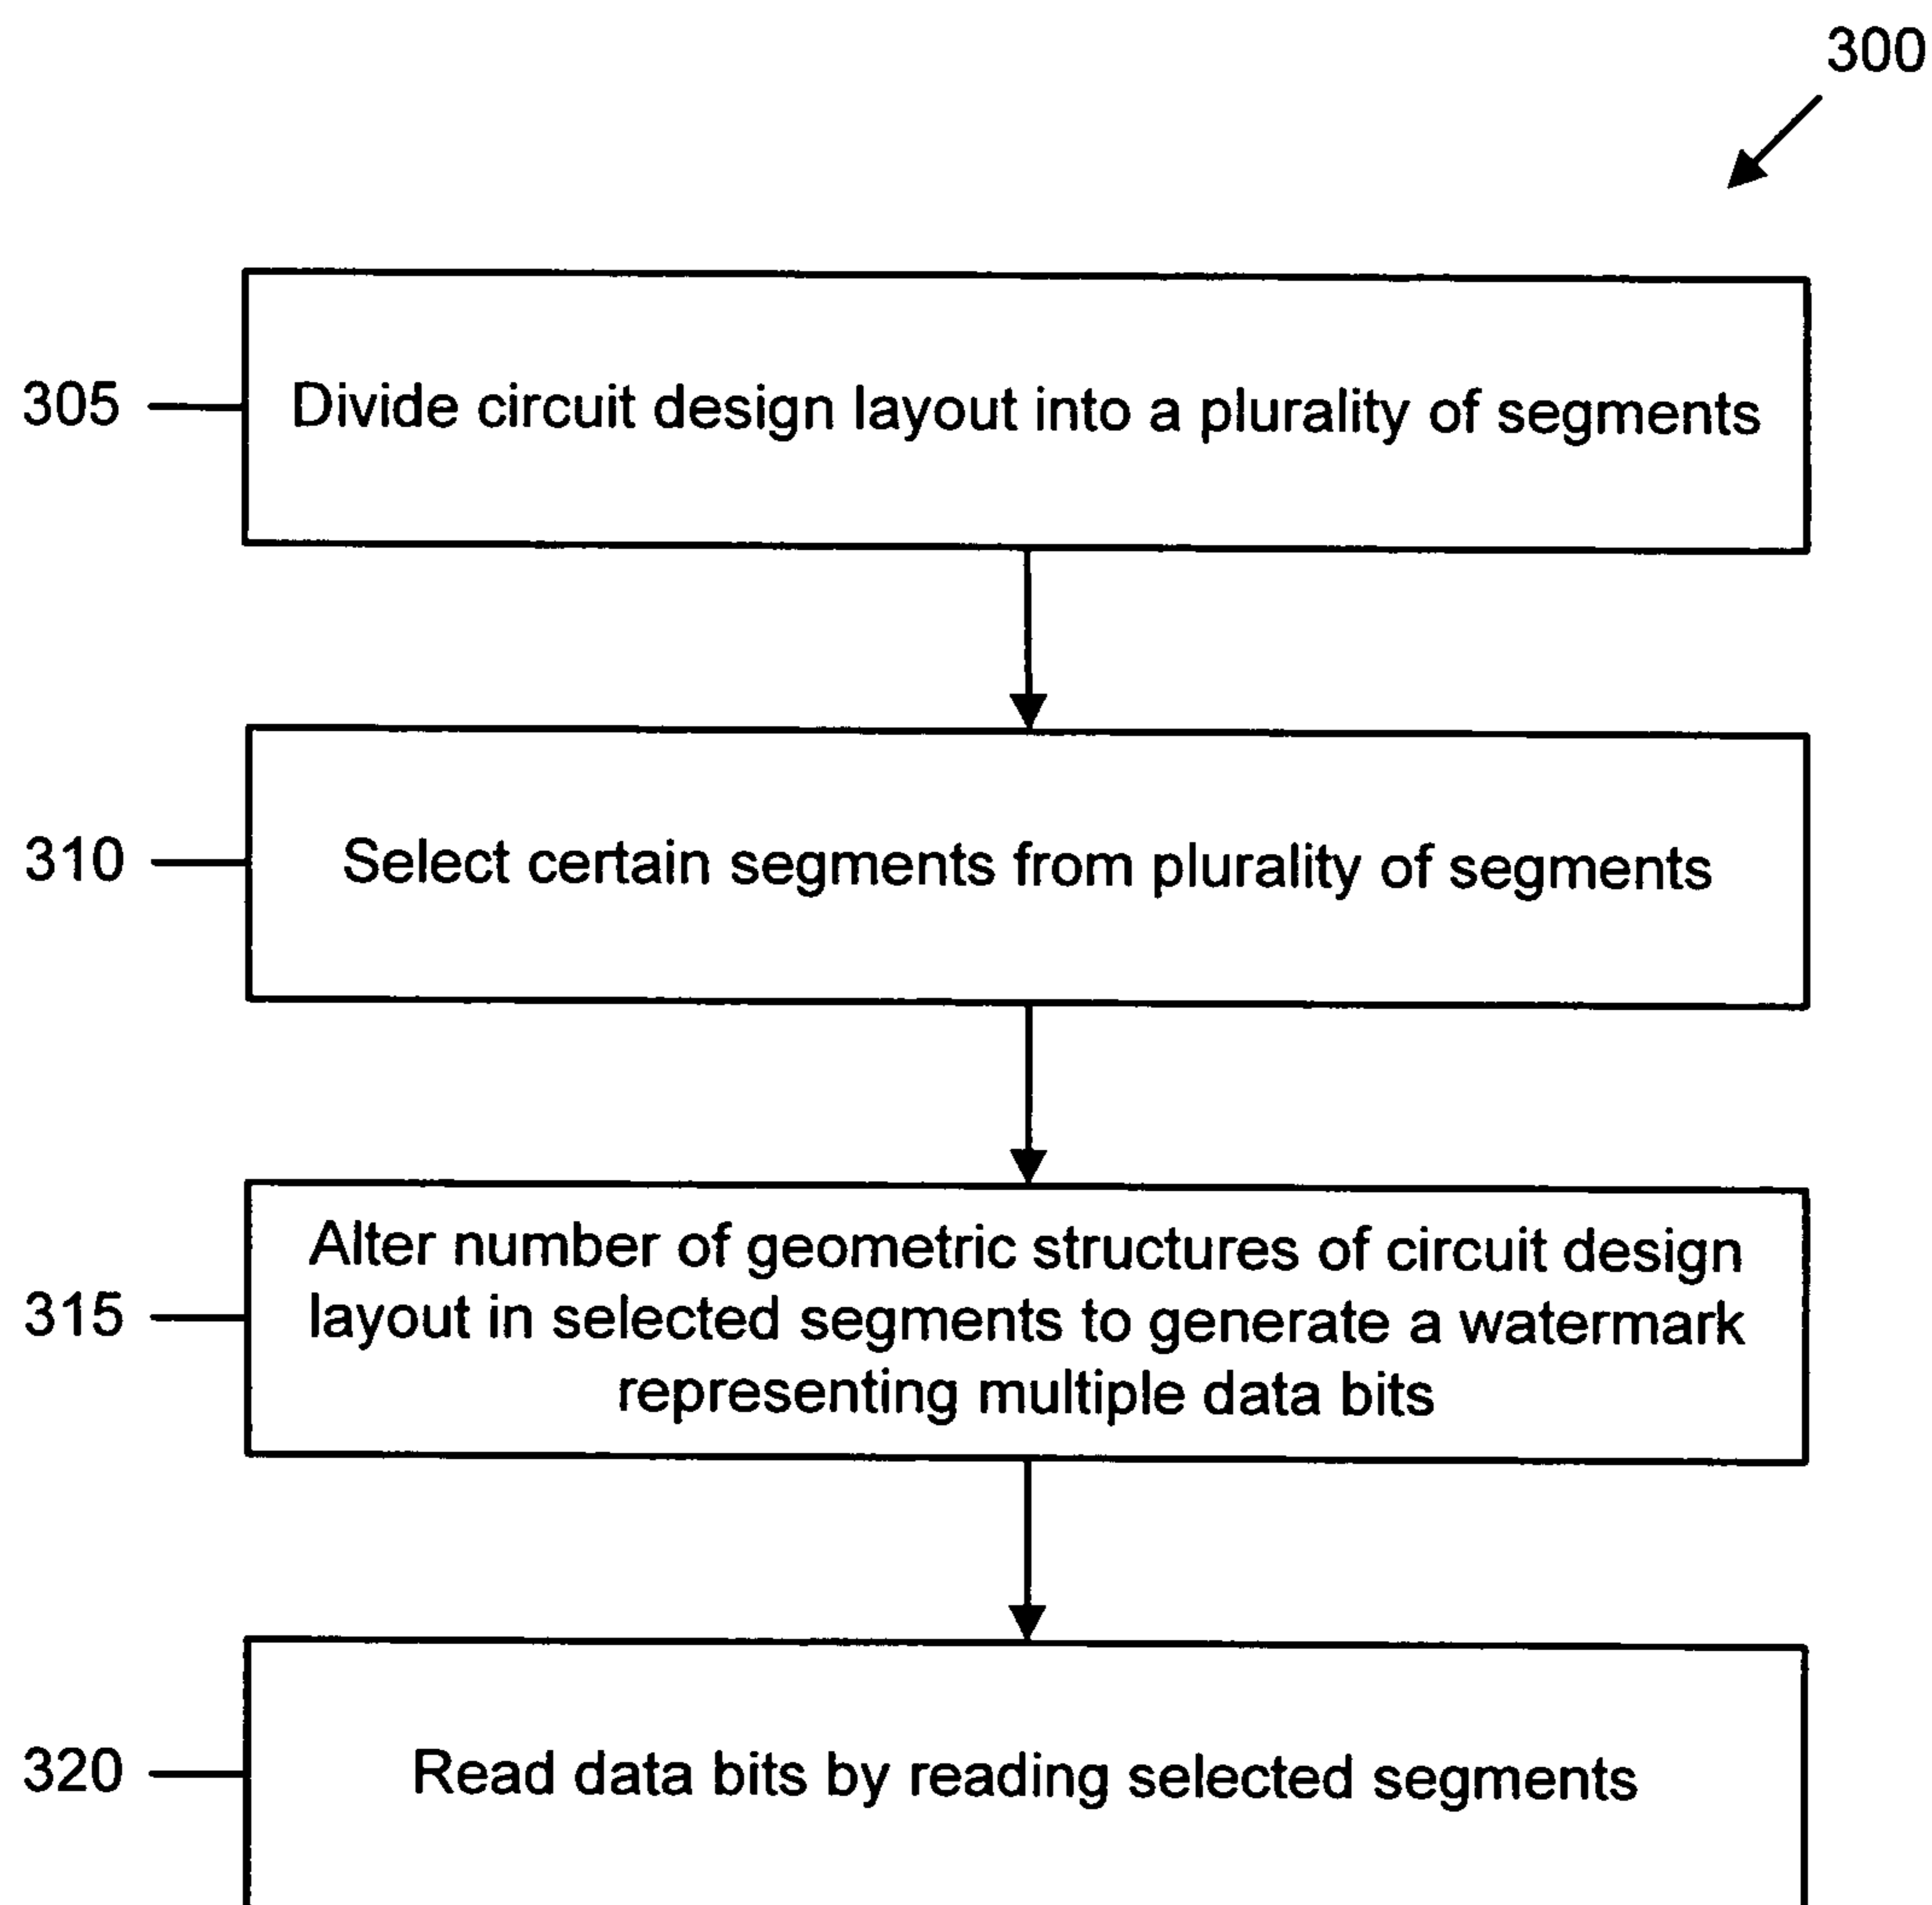 300
305
Divide circuit design layout into a plurality of segments
310
Select certain segments from plurality of segments
315
Alter number of geometric structures of circuit design
layout in selected segments to generate a watermark
representing multiple data bits
320
Read data bits by reading selected segments